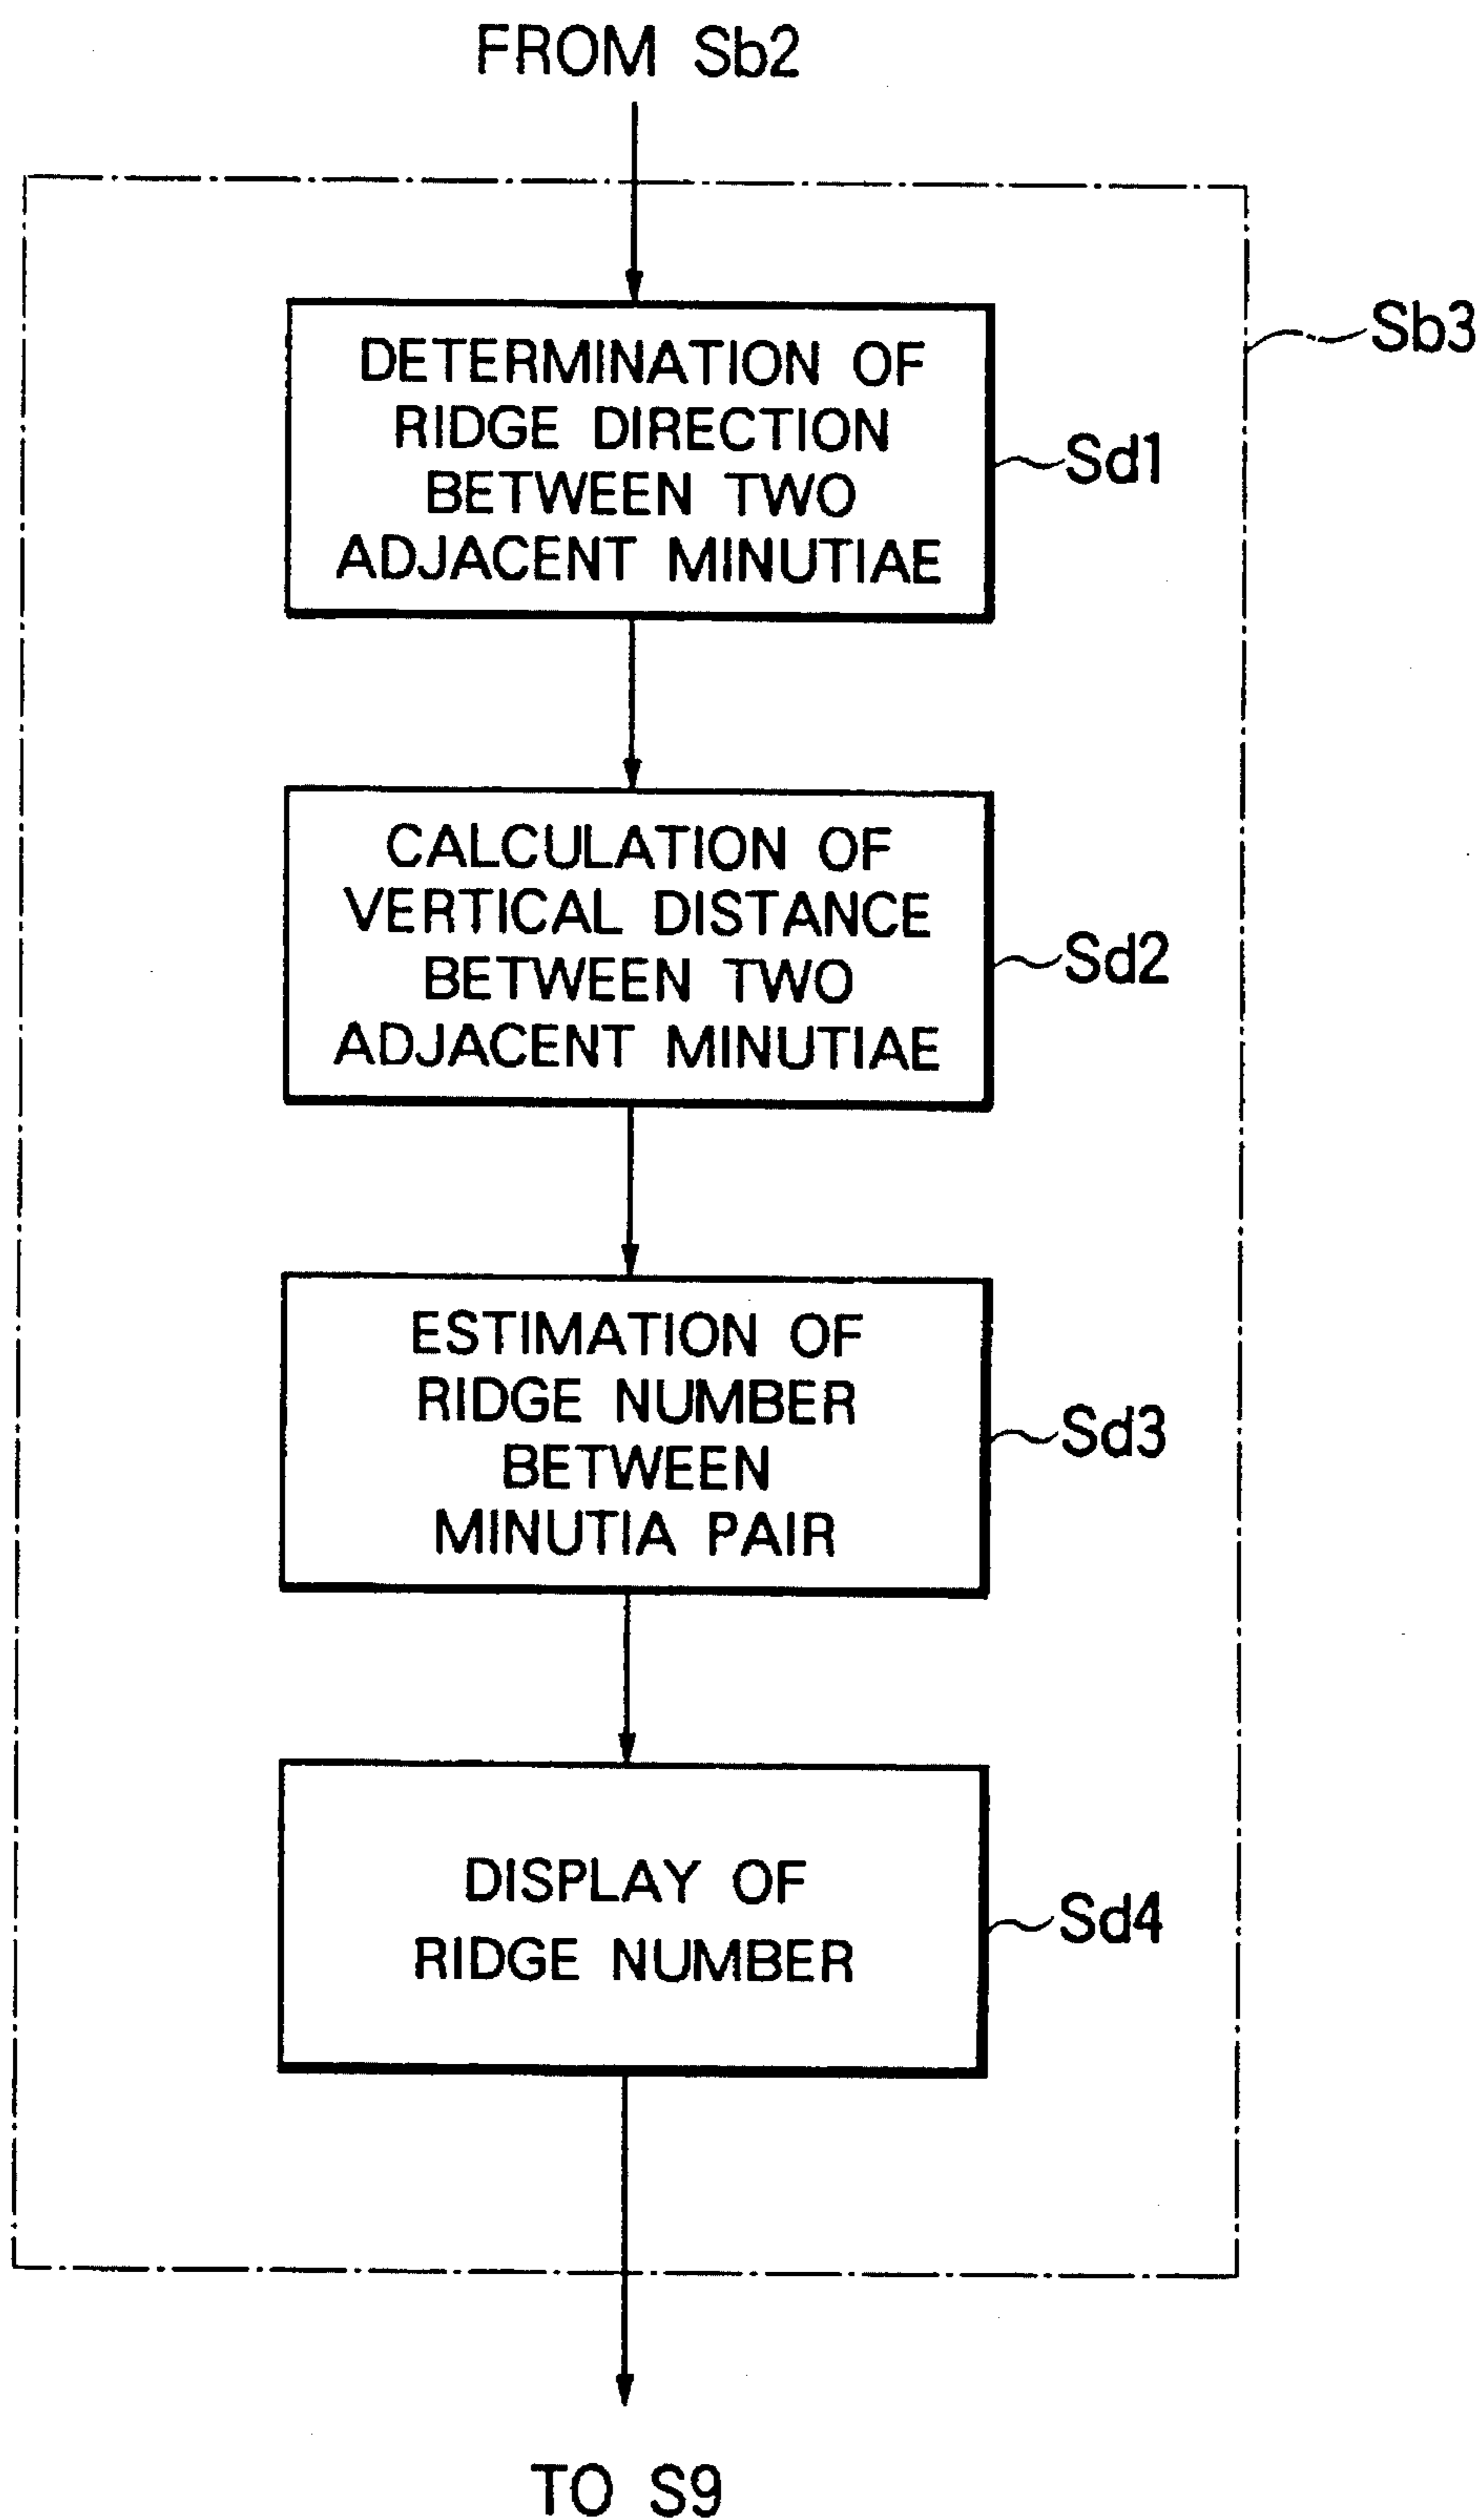 FROM Sb2
Sb3
DETERMINATION OF
RIDGE DIRECTION
BETWEEN TWO
ADJACENT MINUTIAE
Sd1
CALCULATION OF
VERTICAL DISTANCE
BETWEEN TWO
ADJACENT MINUTIAE
Sd2
ESTIMATION OF
RIDGE NUMBER
BETWEEN
MINUTIA PAIR
Sd3
DISPLAY OF
RIDGE NUMBER
Sd4
TO S9